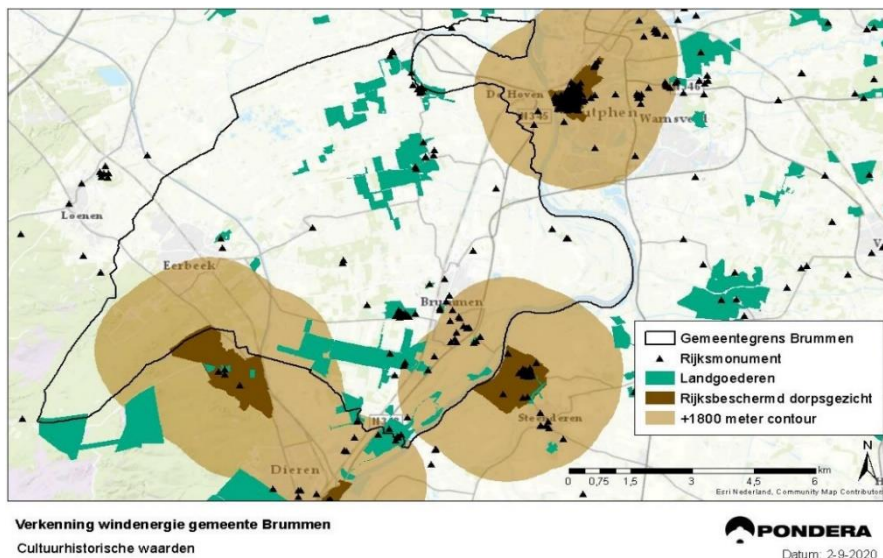 De Hoven
Zutphen
N345
N346
Warnsveld
Loenen
Eerbeek
Brummen
Steenderen
Dieren
Gemeentegrens Brummen
Rijksmonument
Landgoederen
Rijksbeschermd dorpsgezicht
+1800 meter contour
N
0 0,75 1,5 3 4,5 6
km
Esri Nederland, Community Map Contributors
Verkenning windenergie gemeente Brummen
Cultuurhistorische waarden
PONDERA
Datum: 2-9-2020